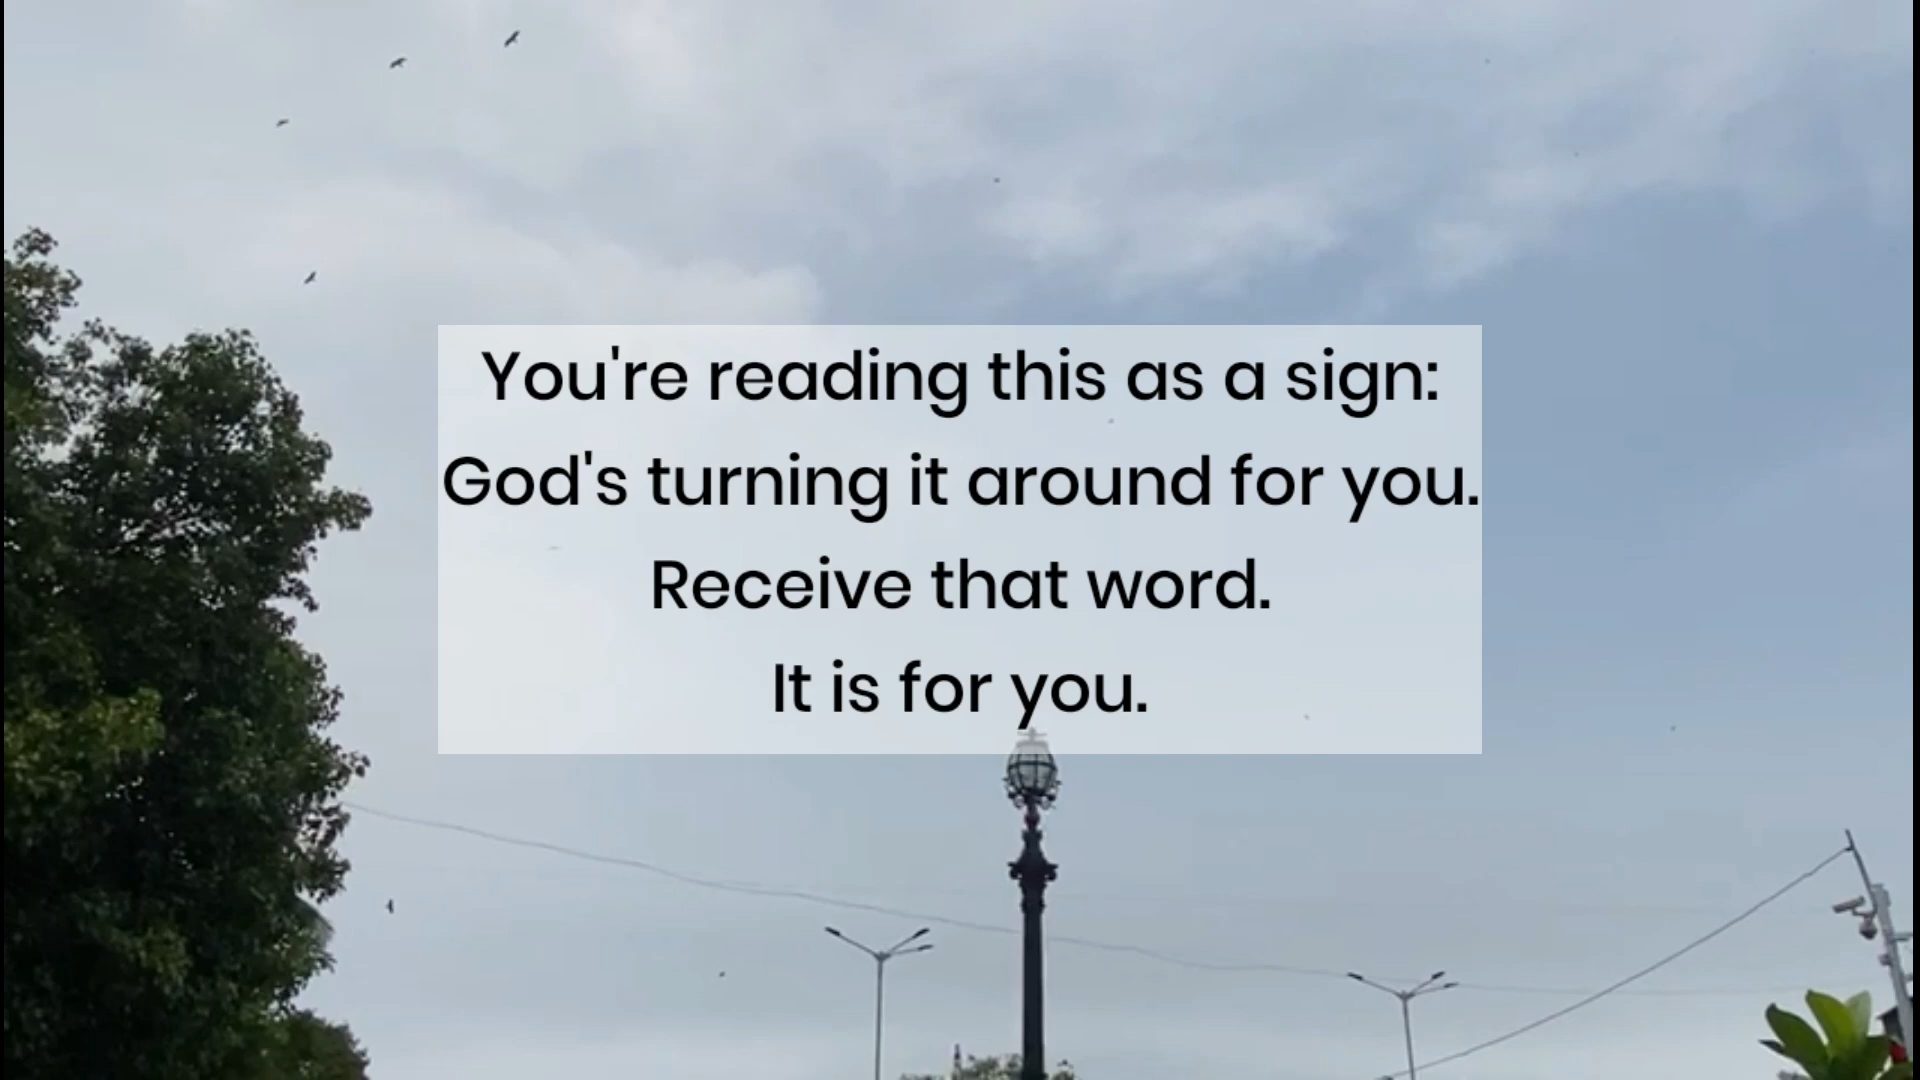 You're reading this as a sign:
God's turning it around for you.
Receive that word.
It is for you.